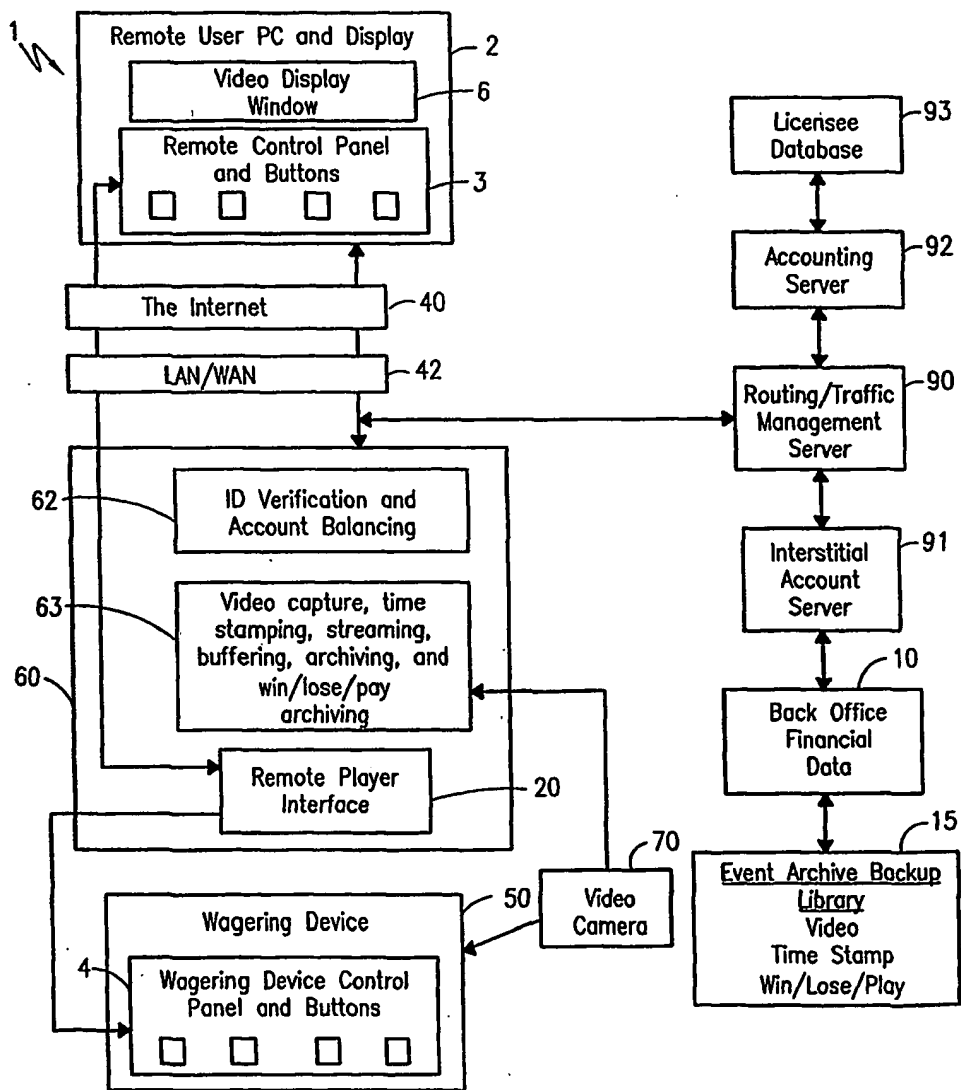 1
Remote User PC and Display
2
Video Display
Window
6
Remote Control Panel
and Buttons
3
The Internet
40
LAN/WAN
42
62
ID Verification and
Account Balancing
63
Video capture, time
stamping, streaming,
buffering, archiving, and
win/lose/pay
archiving
60
Remote Player
Interface
20
Wagering Device
50
4
Wagering Device Control
Panel and Buttons
70
Video
Camera
93
Licensee
Database
92
Accounting
Server
90
Routing/Traffic
Management
Server
91
Interstitial
Account
Server
10
Back Office
Financial
Data
15
Event Archive Backup
Library
Video
Time Stamp
Win/Lose/Play